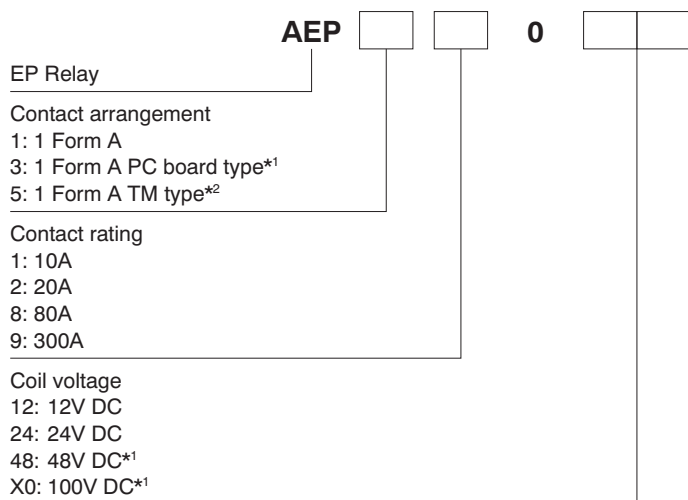 AEP 0
EP Relay
Contact arrangement
1: 1 Form A
3: 1 Form A PC board type*1
5: 1 Form A TM type*2
Contact rating
1: 10A
2: 20A
8: 80A
9: 300A
Coil voltage
12: 12V DC
24: 24V DC
48: 48V DC*1
X0: 100V DC*1